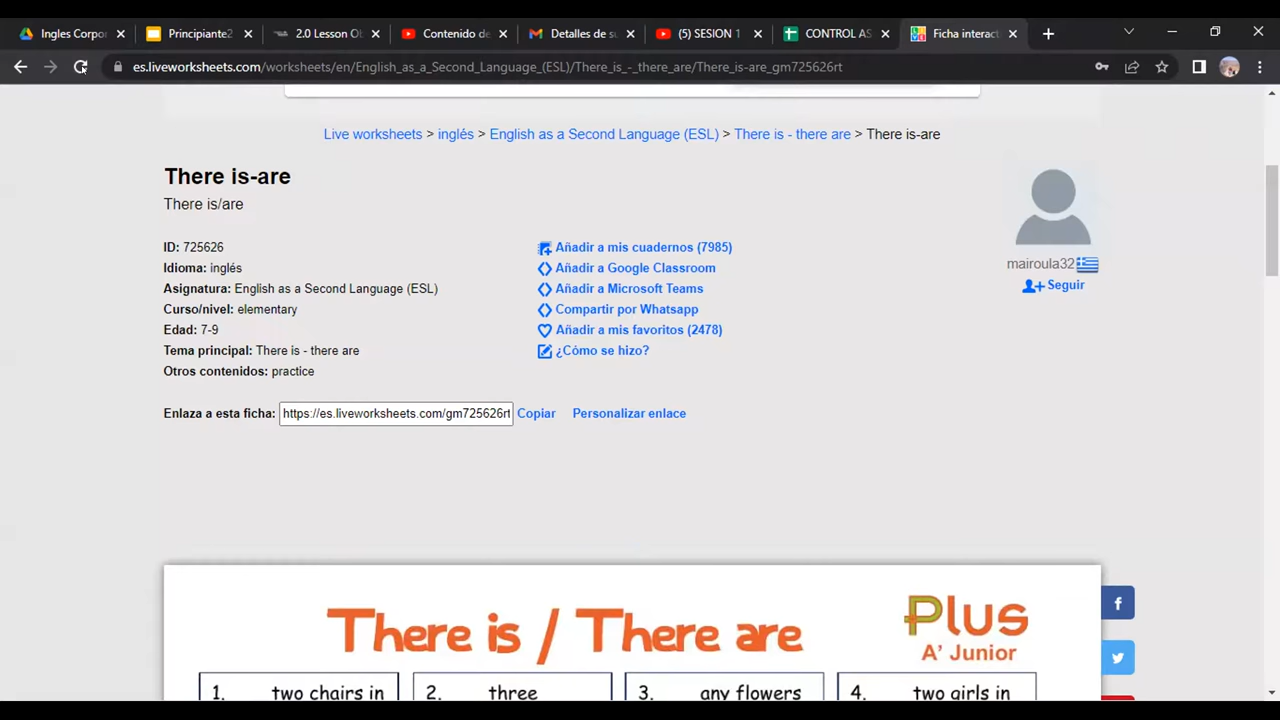 Ingles Corpo
Principiante2
2.0 Lesson O
Contenido de
Detalles de s
(5) SESION 1
CONTROL AS
Ficha interact
es.liveworksheets.com/worksheets/en/English_as_a_Second_Language_(ESL)/There_is_-_there_are/There_is-are_gm725626rt
Live worksheets > inglés > English as a Second Language (ESL) > There is - there are > There is-are
There is-are
There is/are
ID: 725626
Idioma: inglés
Asignatura: English as a Second Language (ESL)
Curso/nivel: elementary
Edad: 7-9
Tema principal: There is - there are
Otros contenidos: practice
Añadir a mis cuadernos (7985)
Añadir a Google Classroom
Añadir a Microsoft Teams
Compartir por Whatsapp
Añadir a mis favoritos (2478)
¿Cómo se hizo?
mairoula32
Seguir
Enlaza a esta ficha: https://es.liveworksheets.com/gm725626rt Copiar Personalizar enlace
There is / There are
Plus
A' Junior
1. two chairs in
2. three
3. any flowers
4. two girls in